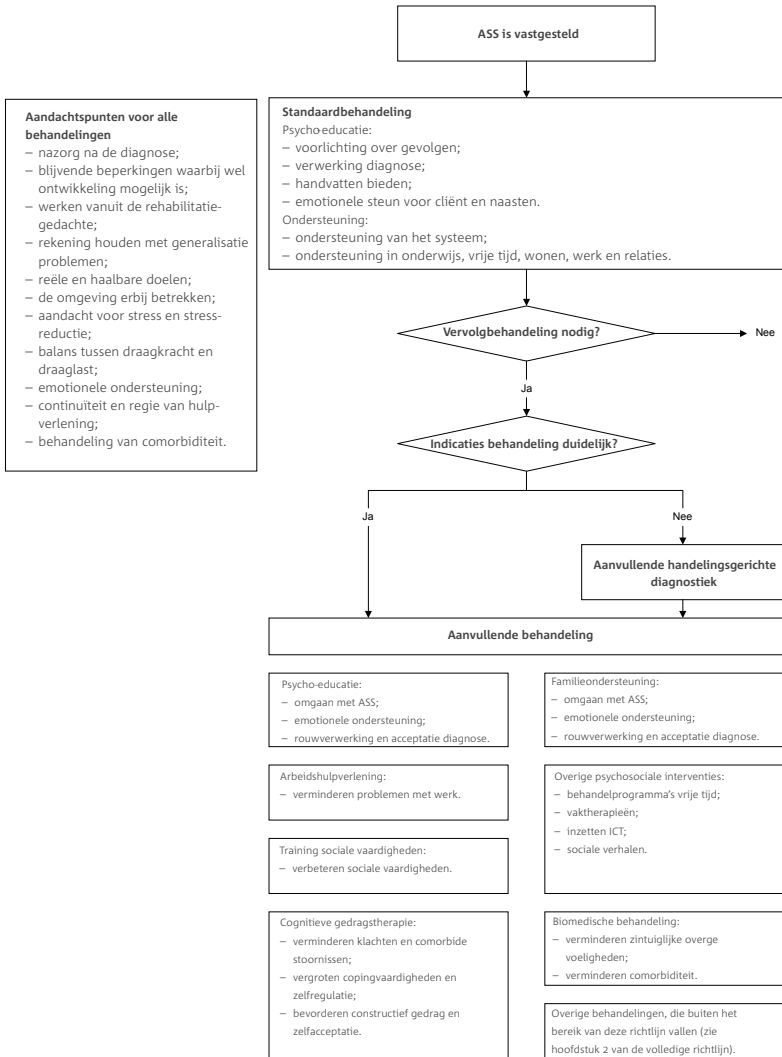 ASS is vastgesteld
Aandachtspunten voor alle
behandelingen
– nazorg na de diagnose;
– blijvende beperkingen waarbij wel
ontwikkeling mogelijk is;
– werken vanuit de rehabilitatie-
gedachte;
– rekening houden met generalisatie
problemen;
– reële en haalbare doelen;
– de omgeving erbij betrekken;
– aandacht voor stress en stress-
reductie;
– balans tussen draagkracht en
draaglast;
– emotionele ondersteuning;
– continuïteit en regie van hulp-
verlening;
– behandeling van comorbiditeit.
Standaardbehandeling
Psycho-educatie:
– voorlichting over gevolgen;
– verwerking diagnose;
– handvatten bieden;
– emotionele steun voor cliënt en naasten.
Ondersteuning:
– ondersteuning van het systeem;
– ondersteuning in onderwijs, vrije tijd, wonen, werk en relaties.
Vervolgbehandeling nodig?
Nee
Ja
Indicaties behandeling duidelijk?
Ja
Nee
Aanvullende handelingsgerichte
diagnostiek
Aanvullende behandeling
Psycho-educatie:
– omgaan met ASS;
– emotionele ondersteuning;
– rouwverwerking en acceptatie diagnose.
Familieondersteuning:
– omgaan met ASS;
– emotionele ondersteuning;
– rouwverwerking en acceptatie diagnose.
Arbeidshulpverlening:
– verminderen problemen met werk.
Overige psychosociale interventies:
– behandelprogramma's vrije tijd;
– vaktherapieën;
– inzetten ICT;
– sociale verhalen.
Training sociale vaardigheden:
– verbeteren sociale vaardigheden.
Cognitieve gedragstherapie:
– verminderen klachten en comorbide
stoornissen;
– vergroten copingvaardigheden en
zelfregulatie;
– bevorderen constructief gedrag en
zelfacceptatie.
Biomedische behandeling:
– verminderen zintuiglijke overge
voeligheden;
– verminderen comorbiditeit.
Overige behandelingen, die buiten het
bereik van deze richtlijn vallen (zie
hoofdstuk 2 van de volledige richtlijn).